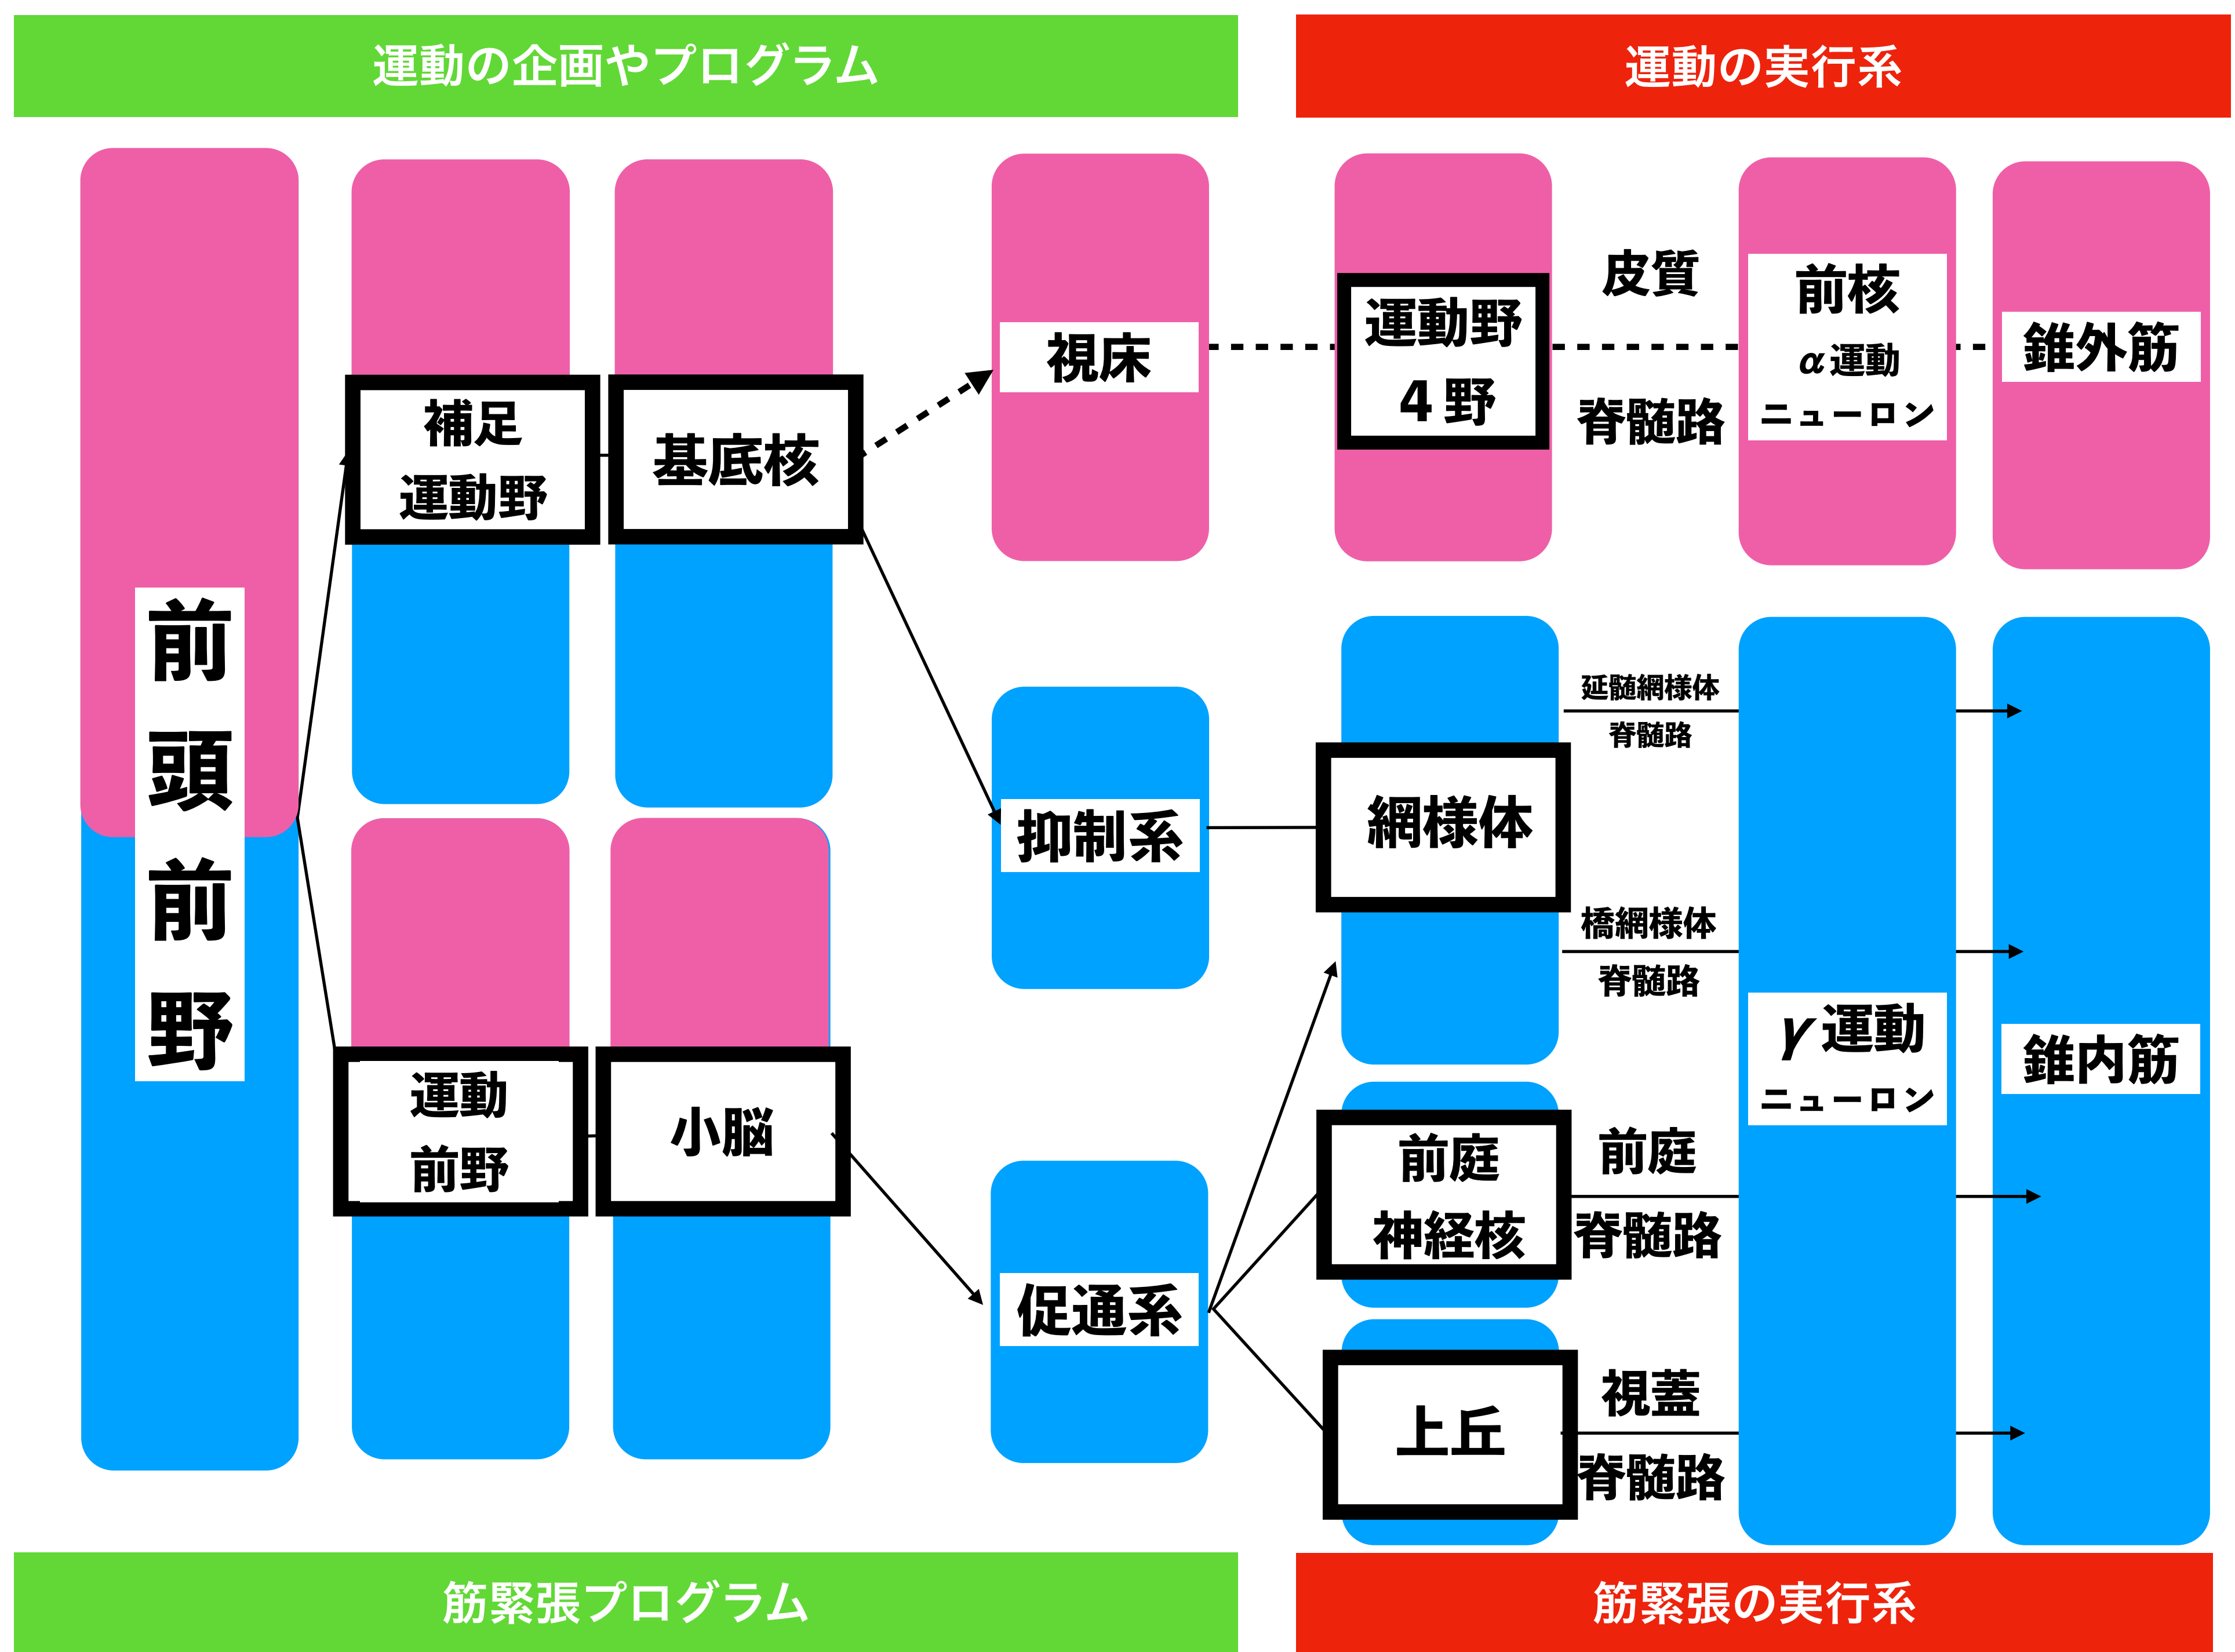 運動の企画やプログラム
運動の実行系
前頭前野
補足
運動野
基底核
視床
運動野
4 野
皮質
脊髄路
前核
α 運動
ニューロン
錐外筋
運動
前野
小脳
抑制系
促通系
網様体
延髄網様体
脊髄路
橋網様体
脊髄路
前庭
神経核
前庭
脊髄路
上丘
視蓋
脊髄路
γ 運動
ニューロン
錐内筋
筋緊張プログラム
筋緊張の実行系